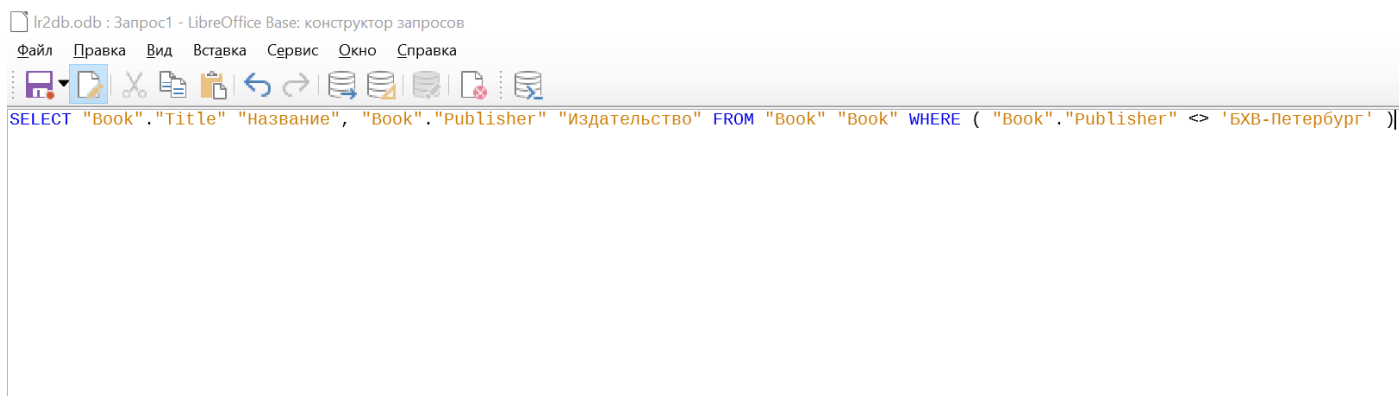 lr2db.odb : Запрос1 - LibreOffice Base: конструктор запросов
Файл Правка Вид Вставка Сервис Окно Справка
SELECT "Book"."Title" "Название", "Book"."Publisher" "Издательство" FROM "Book" "Book" WHERE ( "Book"."Publisher" <> 'БХВ-Петербург' )